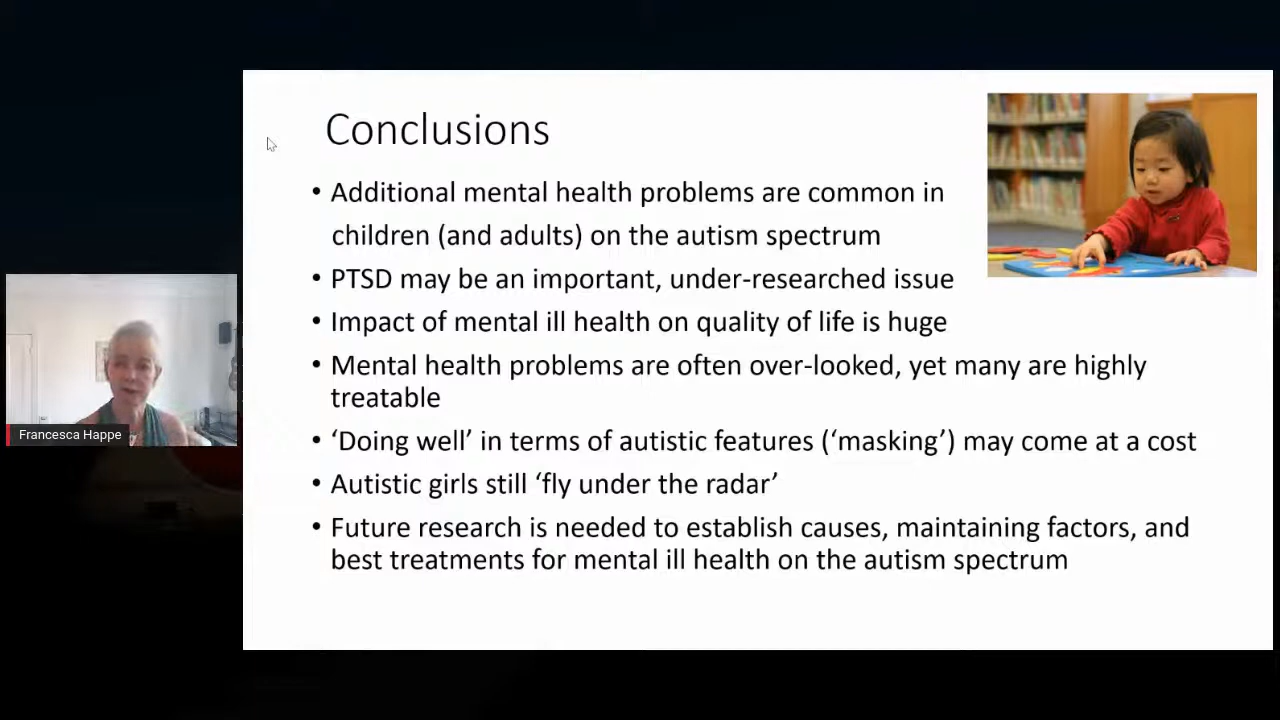 Conclusions
• Additional mental health problems are common in
children (and adults) on the autism spectrum
• PTSD may be an important, under-researched issue
• Impact of mental ill health on quality of life is huge
• Mental health problems are often over-looked, yet many are highly
treatable
• ‘Doing well’ in terms of autistic features (‘masking’) may come at a cost
• Autistic girls still ‘fly under the radar’
• Future research is needed to establish causes, maintaining factors, and
best treatments for mental ill health on the autism spectrum
Francesca Happe